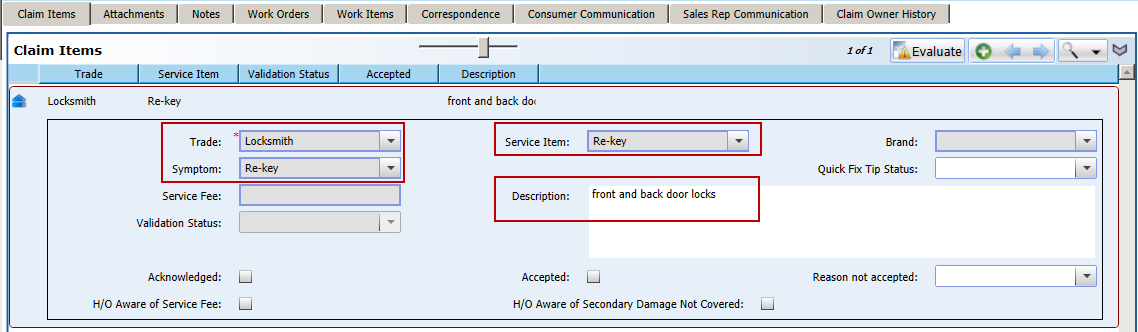 Claim Items Attachments Notes Work Orders Work Items Correspondence Consumer Communication Sales Rep Communication Claim Owner History
Claim Items 1 of 1 Evaluate
Trade Service Item Validation Status Accepted Description
Locksmith Re-key front and back doo
Trade: * Locksmith Service Item: Re-key Brand:
Symptom: Re-key Quick Fix Tip Status:
Service Fee: Description: front and back door locks
Validation Status:
Acknowledged: Accepted: Reason not accepted:
H/O Aware of Service Fee: H/O Aware of Secondary Damage Not Covered: